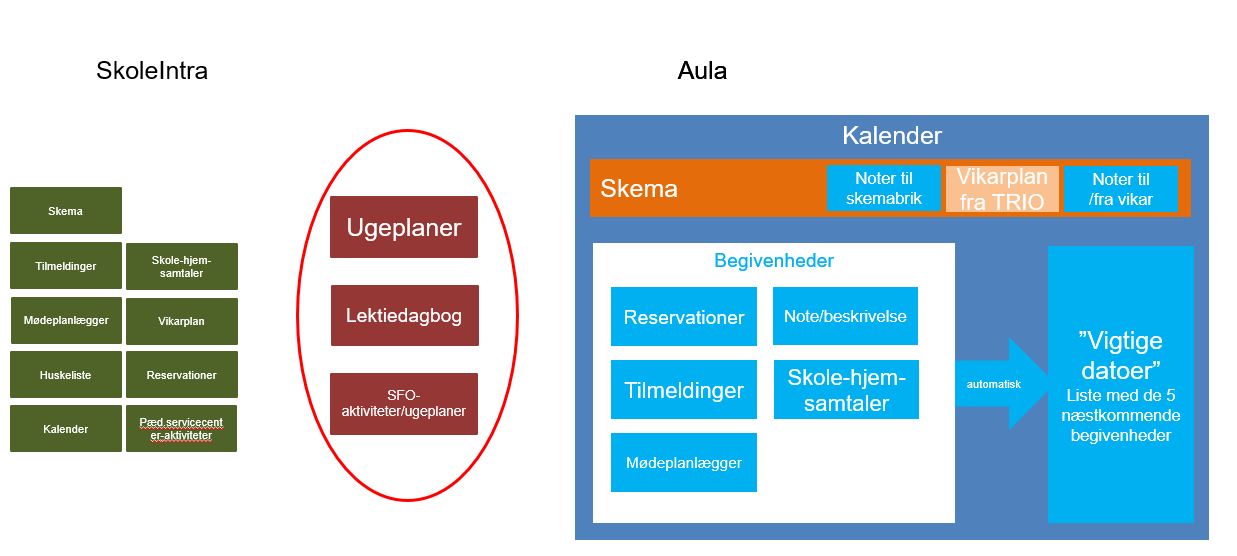 SkoleIntra
Skema
Tilmeldinger
Skole-hjem-
samtaler
Mødeplanlægger
Vikarplan
Huskeliste
Reservationer
Kalender
Pæd.servicecent
er-aktiviteter
Ugeplaner
Lektiedagbog
SFO-
aktiviteter/ugeplaner
Aula
Kalender
Skema
Noter til
skemabrik
Vikarplan
fra TRIO
Noter til
/fra vikar
Begivenheder
Reservationer
Note/beskrivelse
Tilmeldinger
Skole-hjem-
samtaler
Mødeplanlægger
automatisk
”Vigtige
datoer”
Liste med de 5
næstkommende
begivenheder